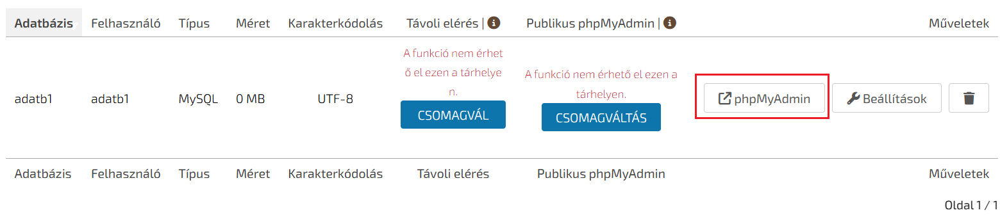 Adatbázis Felhasználó Típus Méret Karakterkódolás Távoli elérés | Publikus phpMyAdmin | Műveletek
A funkció nem érhet
ő el ezen a tárhelye
n.
CSOMAGVÁL
A funkció nem érhető el ezen a
tárhelyen.
CSOMAGVÁLTÁS
adatb1 adatb1 MySQL 0 MB UTF-8 phpMyAdmin Beállítások
Adatbázis Felhasználó Típus Méret Karakterkódolás Távoli elérés Publikus phpMyAdmin Műveletek
Oldal 1 / 1